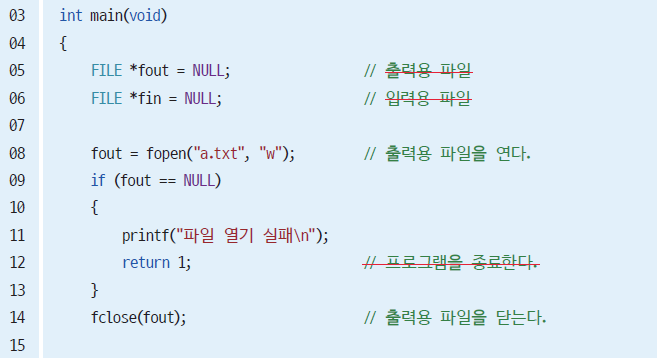 03 int main(void)
04 {
05 FILE *fout = NULL; // 출력용 파일
06 FILE *fin = NULL; // 입력용 파일
07
08 fout = fopen("a.txt", "w"); // 출력용 파일을 연다.
09 if (fout == NULL)
10 {
11 printf("파일 열기 실패\n");
12 return 1; // 프로그램을 종료한다.
13 }
14 fclose(fout); // 출력용 파일을 닫는다.
15